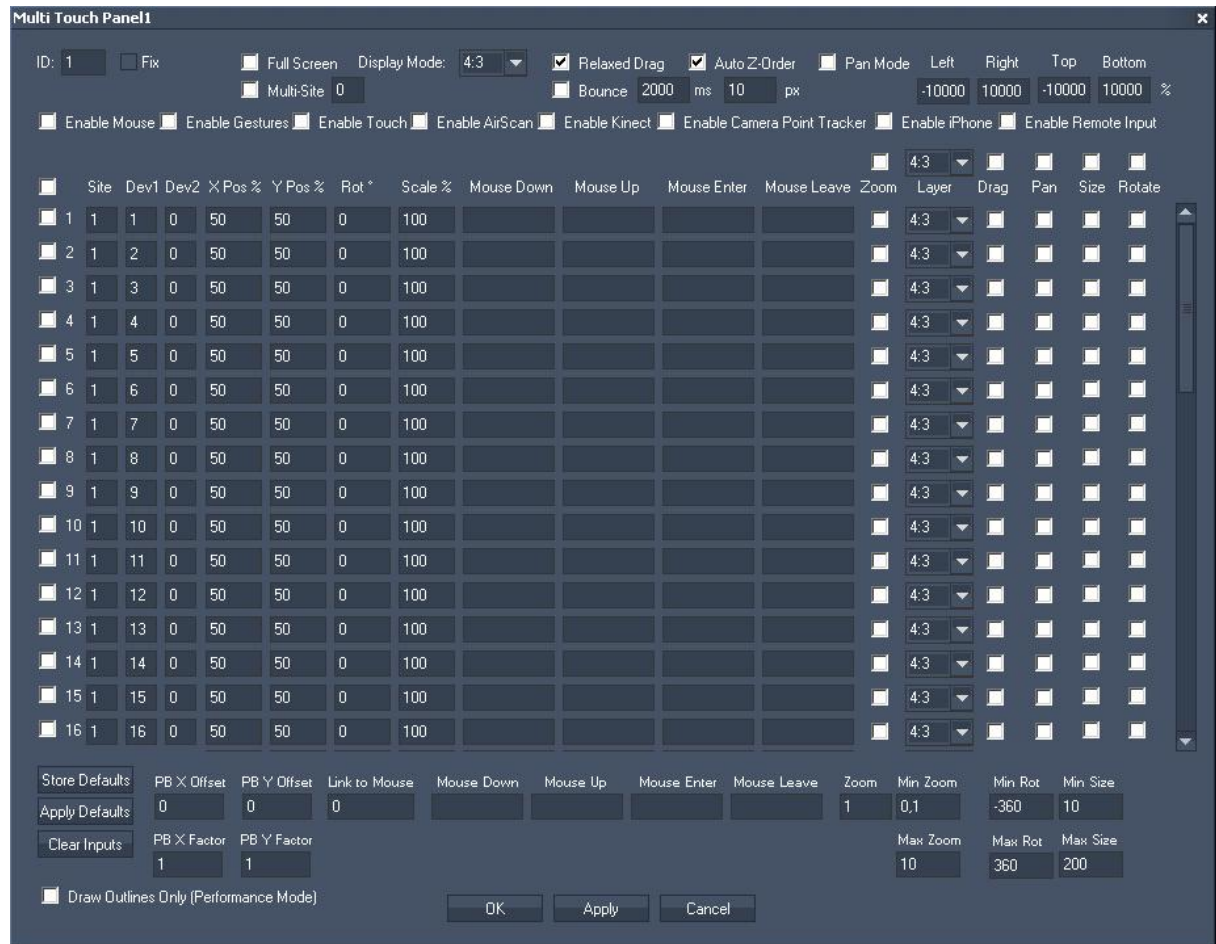 Multi Touch Panel1
ID: 1 Fix Full Screen Display Mode: 4:3 Relaxed Drag Auto Z-Order Pan Mode Left Right Top Bottom
Multi-Site 0 Bounce 2000 ms 10 px -10000 10000 -10000 10000 %
Enable Mouse Enable Gestures Enable Touch Enable AirScan Enable Kinect Enable Camera Point Tracker Enable iPhone Enable Remote Input
4:3
Site Dev1 Dev2 X Pos % Y Pos % Rot ° Scale % Mouse Down Mouse Up Mouse Enter Mouse Leave Zoom Layer Drag Pan Size Rotate
1 1 1 0 50 50 0 100 4:3
2 1 2 0 50 50 0 100 4:3
3 1 3 0 50 50 0 100 4:3
4 1 4 0 50 50 0 100 4:3
5 1 5 0 50 50 0 100 4:3
6 1 6 0 50 50 0 100 4:3
7 1 7 0 50 50 0 100 4:3
8 1 8 0 50 50 0 100 4:3
9 1 9 0 50 50 0 100 4:3
10 1 10 0 50 50 0 100 4:3
11 1 11 0 50 50 0 100 4:3
12 1 12 0 50 50 0 100 4:3
13 1 13 0 50 50 0 100 4:3
14 1 14 0 50 50 0 100 4:3
15 1 15 0 50 50 0 100 4:3
16 1 16 0 50 50 0 100 4:3
Store Defaults PB X Offset PB Y Offset Link to Mouse Mouse Down Mouse Up Mouse Enter Mouse Leave Zoom Min Zoom Min Rot Min Size
Apply Defaults 0 0 0 1 0,1 -360 10
Clear Inputs PB X Factor PB Y Factor Max Zoom Max Rot Max Size
1 1 10 360 200
Draw Outlines Only (Performance Mode)
OK Apply Cancel